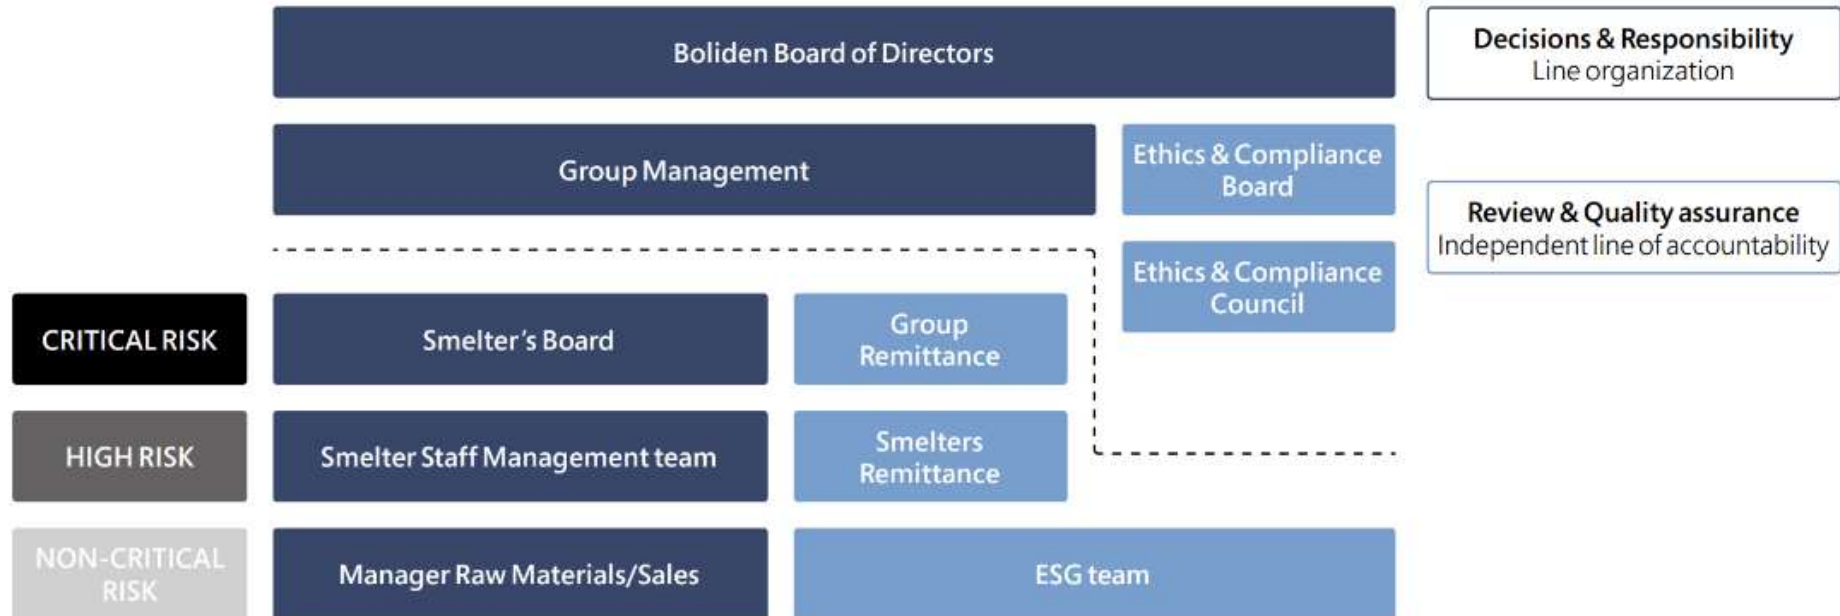 Boliden Board of Directors
Decisions & Responsibility
Line organization
Group Management
Ethics & Compliance
Board
Review & Quality assurance
Independent line of accountability
Ethics & Compliance
Council
CRITICAL RISK
Smelter's Board
Group
Remittance
HIGH RISK
Smelter Staff Management team
Smelters
Remittance
NON-CRITICAL
RISK
Manager Raw Materials/Sales
ESG team